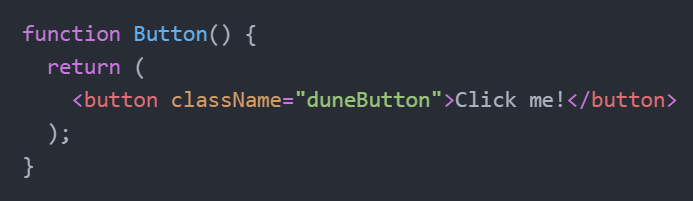 function Button() {
  return (
    <button className="duneButton">Click me!</button>
  );
}